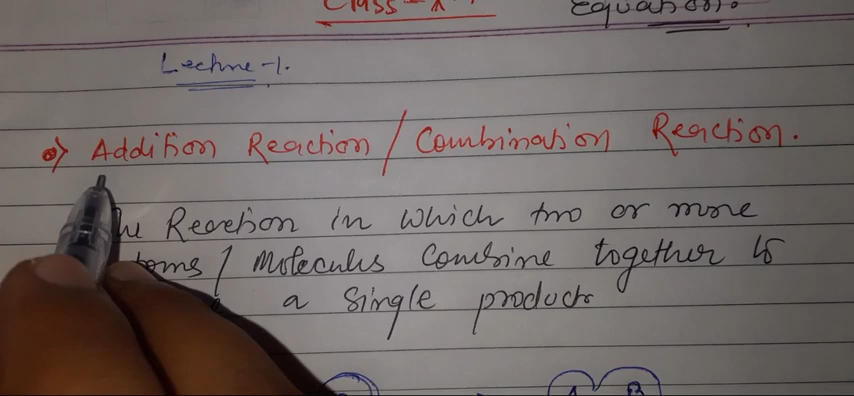 Class - X
Equation.
Lecture-1.
Addition Reaction / Combination Reaction.
Reaction in which two or more
/ Molecules Combine together to
a single product
A B